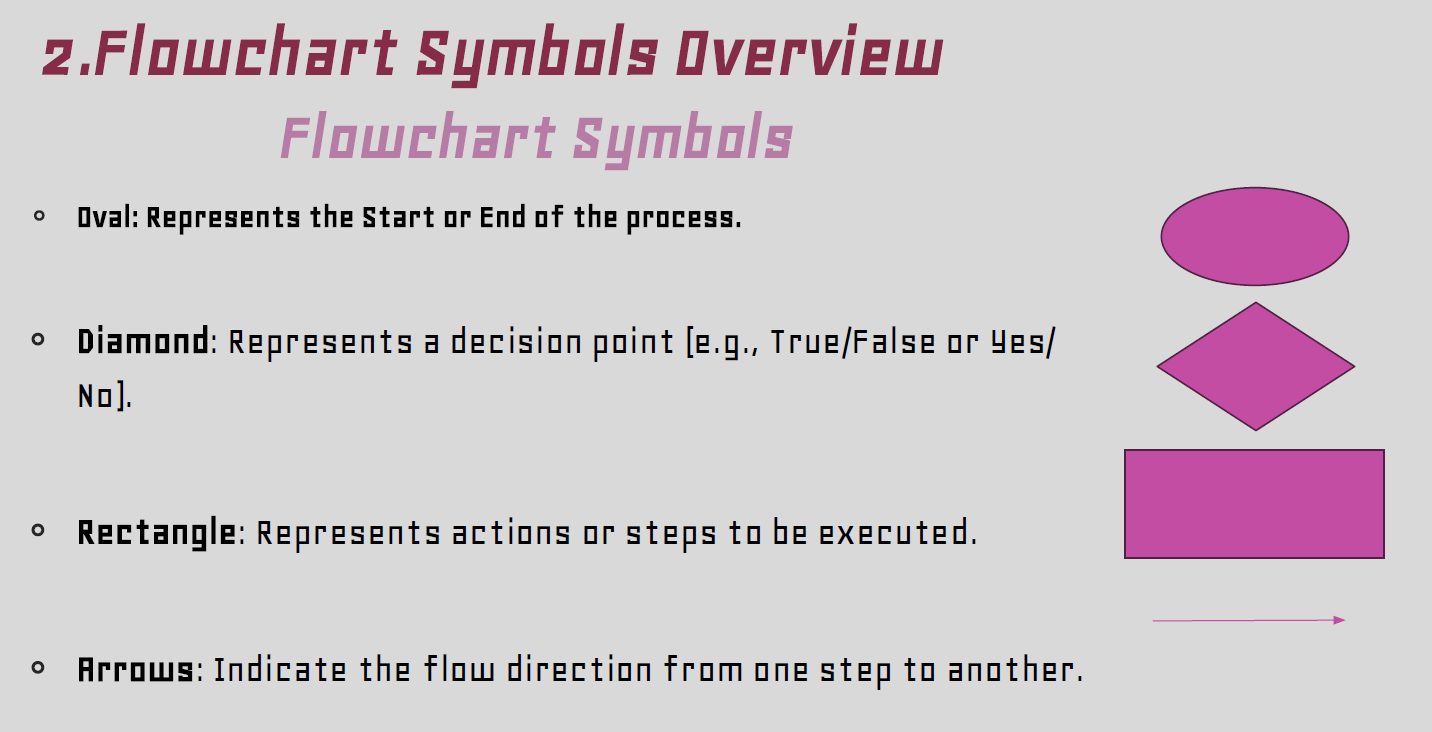 2.Flowchart Symbols Overview
Flowchart Symbols
Oval: Represents the Start or End of the process.
Diamond: Represents a decision point [e.g., True/False or Yes/
No].
Rectangle: Represents actions or steps to be executed.
Arrows: Indicate the flow direction from one step to another.